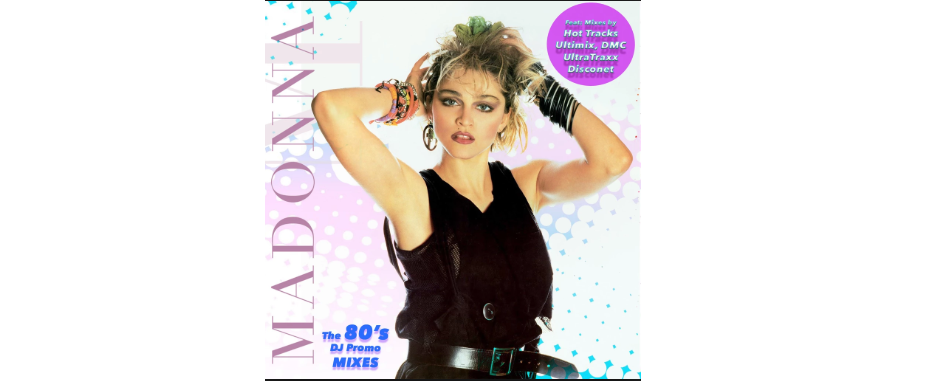 MADONNA
feat: Mixes by
Hot Tracks
Ultimix, DMC
UltraTraxx
Disconet
The 80's
DJ Promo
MIXES